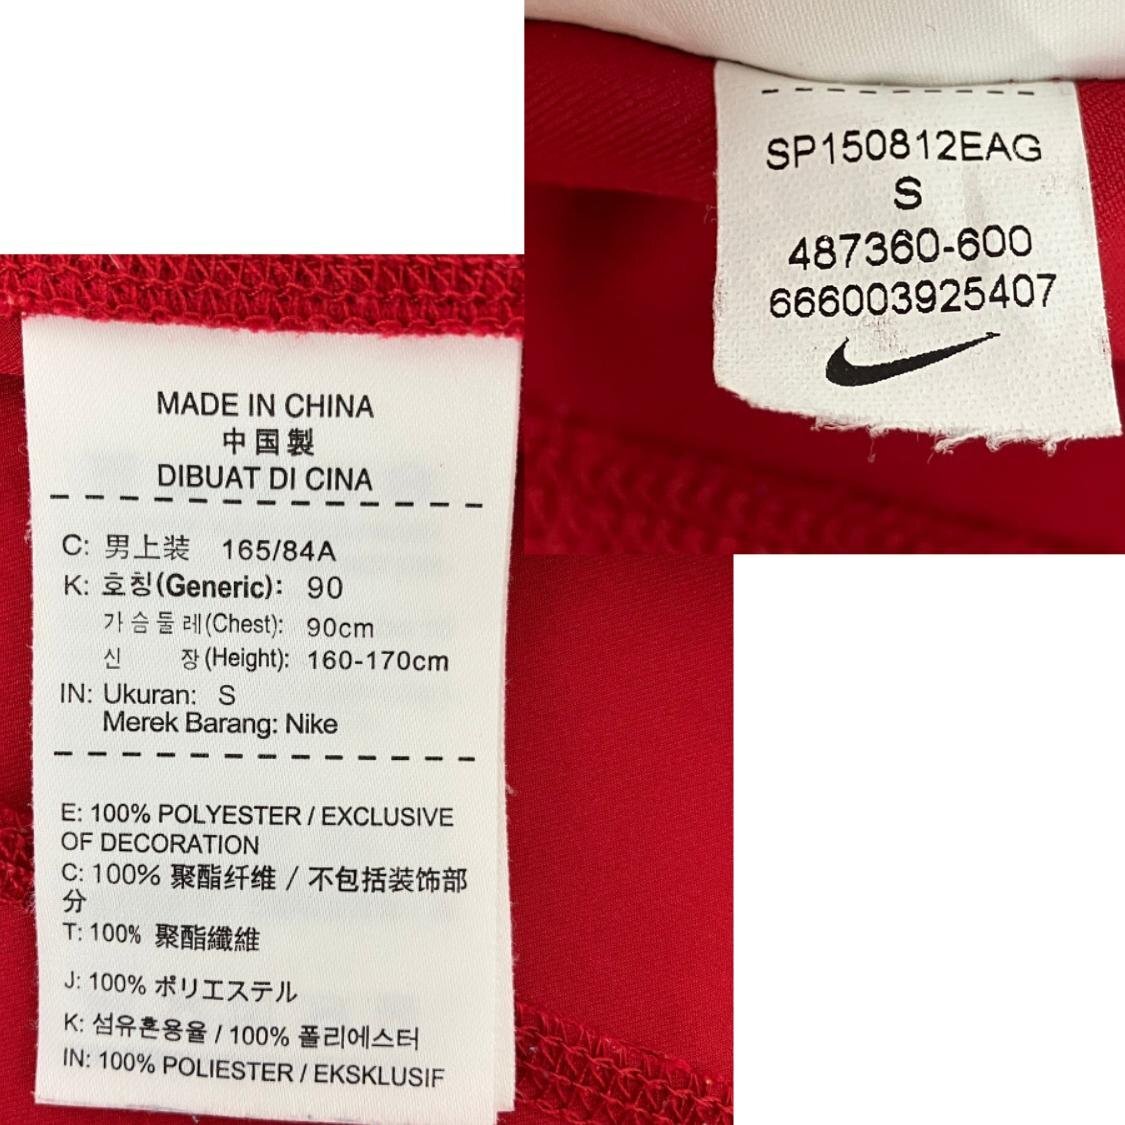 SP150812EAG
S
487360-600
666003925407
MADE IN CHINA
中国製
DIBUAT DI CINA
C: 男上装 165/84A
K: 호칭(Generic): 90
가슴둘레(Chest): 90cm
신 장(Height): 160-170cm
IN: Ukuran: S
Merek Barang: Nike
E: 100% POLYESTER / EXCLUSIVE
OF DECORATION
C: 100% 聚酯纤维 / 不包括装饰部
分
T: 100% 聚酯纖維
J: 100% ポリエステル
K: 섬유혼용율 / 100% 폴리에스터
IN: 100% POLIESTER / EKSKLUSIF